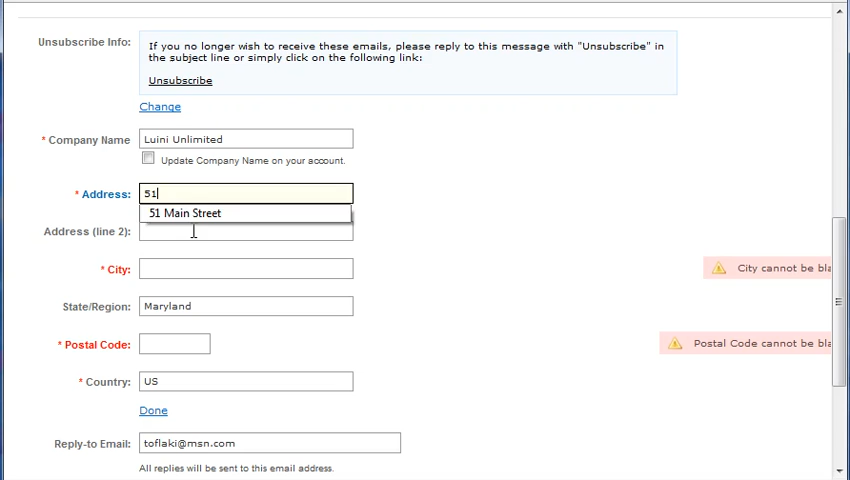 Unsubscribe Info:
If you no longer wish to receive these emails, please reply to this message with "Unsubscribe" in
the subject line or simply click on the following link:
Unsubscribe
Change
* Company Name
Luini Unlimited
Update Company Name on your account.
* Address:
51
51 Main Street
Address (line 2):
* City:
City cannot be bla
State/Region:
Maryland
* Postal Code:
Postal Code cannot be bla
* Country:
US
Done
Reply-to Email:
toflaki@msn.com
All replies will be sent to this email address.